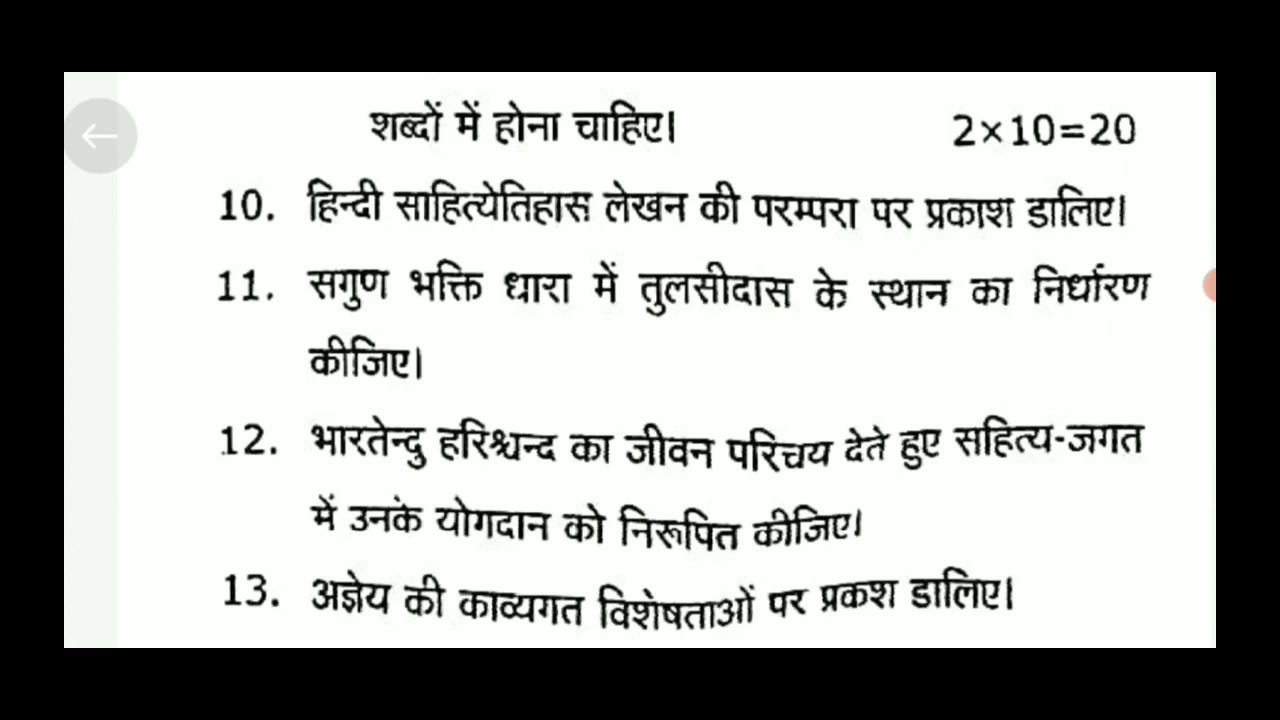 शब्दों में होना चाहिए। 2×10=20
10. हिन्दी साहित्येतिहास लेखन की परम्परा पर प्रकाश डालिए।
11. सगुण भक्ति धारा में तुलसीदास के स्थान का निर्धारण
कीजिए।
12. भारतेन्दु हरिश्चन्द का जीवन परिचय देते हुए सहित्य-जगत
में उनके योगदान को निरूपित कीजिए।
13. अज्ञेय की काव्यगत विशेषताओं पर प्रकश डालिए।